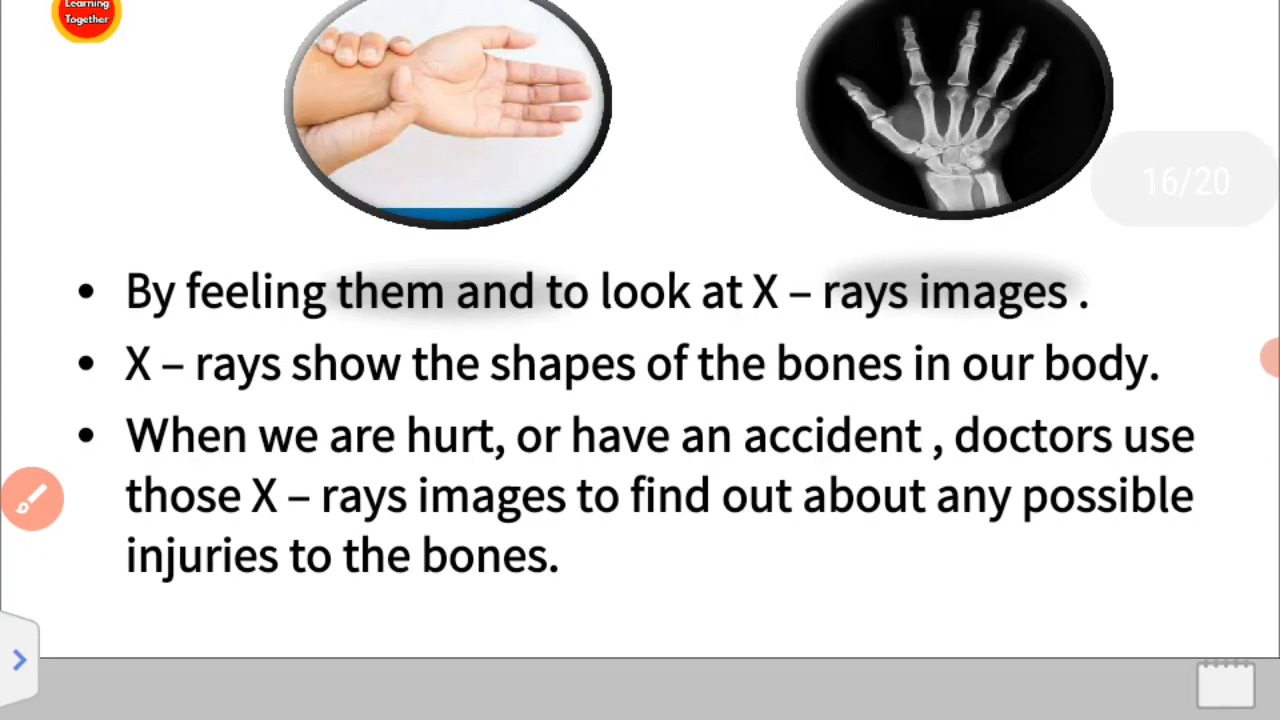 Learning
Together
16/20
• By feeling them and to look at X – rays images .
• X – rays show the shapes of the bones in our body.
• When we are hurt, or have an accident , doctors use
those X – rays images to find out about any possible
injuries to the bones.